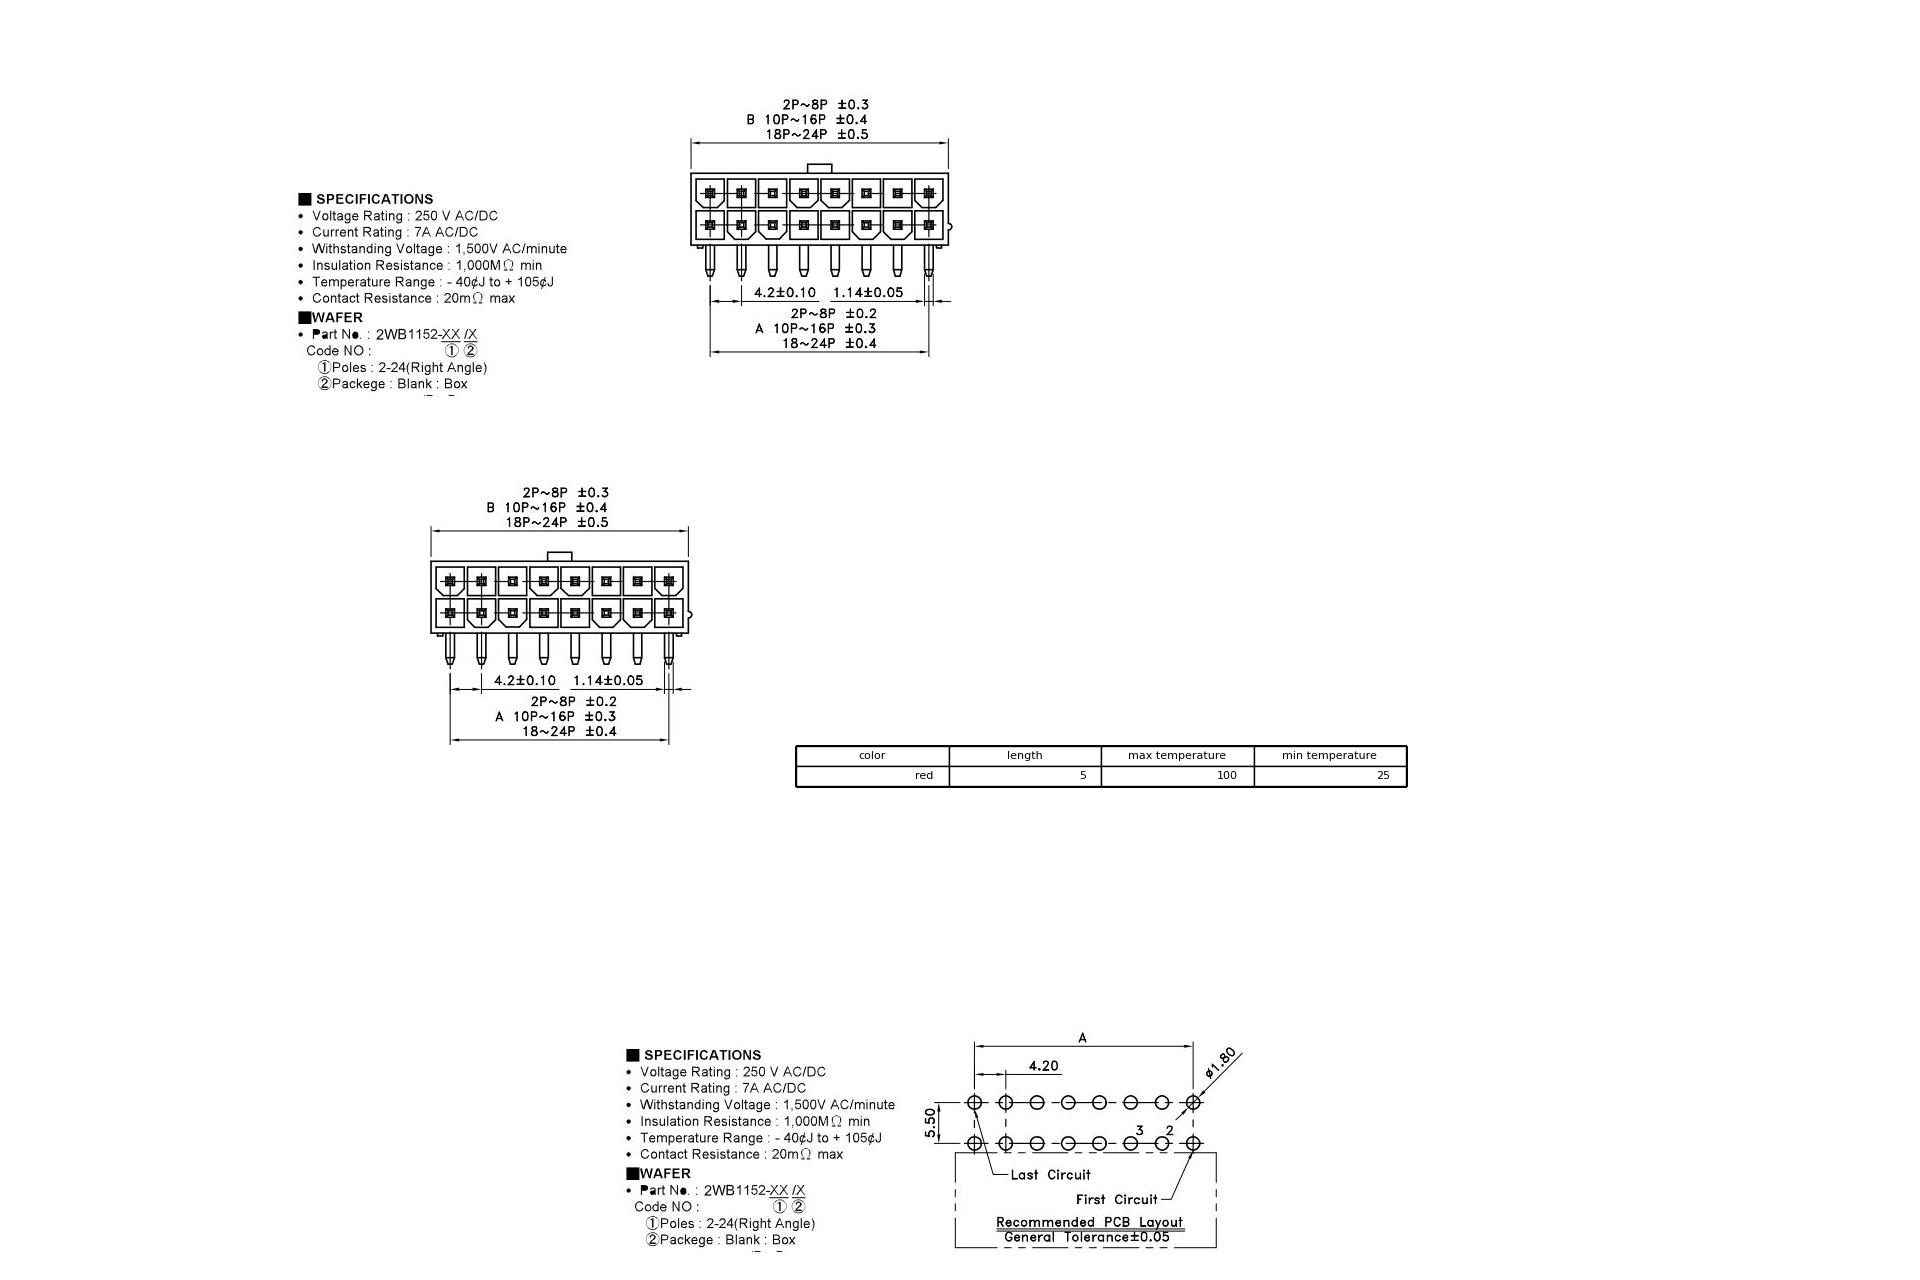 2P~8P ±0.3
B 10P~16P ±0.4
18P~24P ±0.5
■ SPECIFICATIONS
• Voltage Rating : 250 V AC/DC
• Current Rating : 7A AC/DC
• Withstanding Voltage : 1,500V AC/minute
• Insulation Resistance : 1,000MΩ min
• Temperature Range : - 40¢J to + 105¢J
• Contact Resistance : 20mΩ max
■WAFER
• Part No. : 2WB1152-XX /X
Code NO : ① ②
①Poles : 2-24(Right Angle)
②Packege : Blank : Box
4.2±0.10 1.14±0.05
2P~8P ±0.2
A 10P~16P ±0.3
18~24P ±0.4
2P~8P ±0.3
B 10P~16P ±0.4
18P~24P ±0.5
4.2±0.10 1.14±0.05
2P~8P ±0.2
A 10P~16P ±0.3
18~24P ±0.4
color length max temperature min temperature
red 5 100 25
■ SPECIFICATIONS
• Voltage Rating : 250 V AC/DC
• Current Rating : 7A AC/DC
• Withstanding Voltage : 1,500V AC/minute
• Insulation Resistance : 1,000MΩ min
• Temperature Range : - 40¢J to + 105¢J
• Contact Resistance : 20mΩ max
■WAFER
• Part No. : 2WB1152-XX /X
Code NO : ① ②
①Poles : 2-24(Right Angle)
②Packege : Blank : Box
A
4.20
ø1.80
5.50
3 2
Last Circuit
First Circuit
Recommended PCB Layout
General Tolerance±0.05